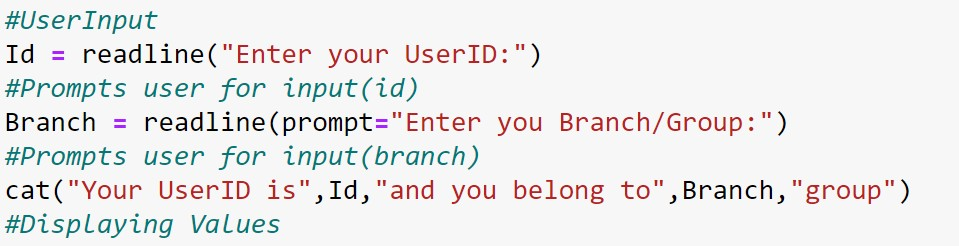 #UserInput
Id = readline("Enter your UserID:")
#Prompts user for input(id)
Branch = readline(prompt="Enter you Branch/Group:")
#Prompts user for input(branch)
cat("Your UserID is",Id,"and you belong to",Branch,"group")
#Displaying Values